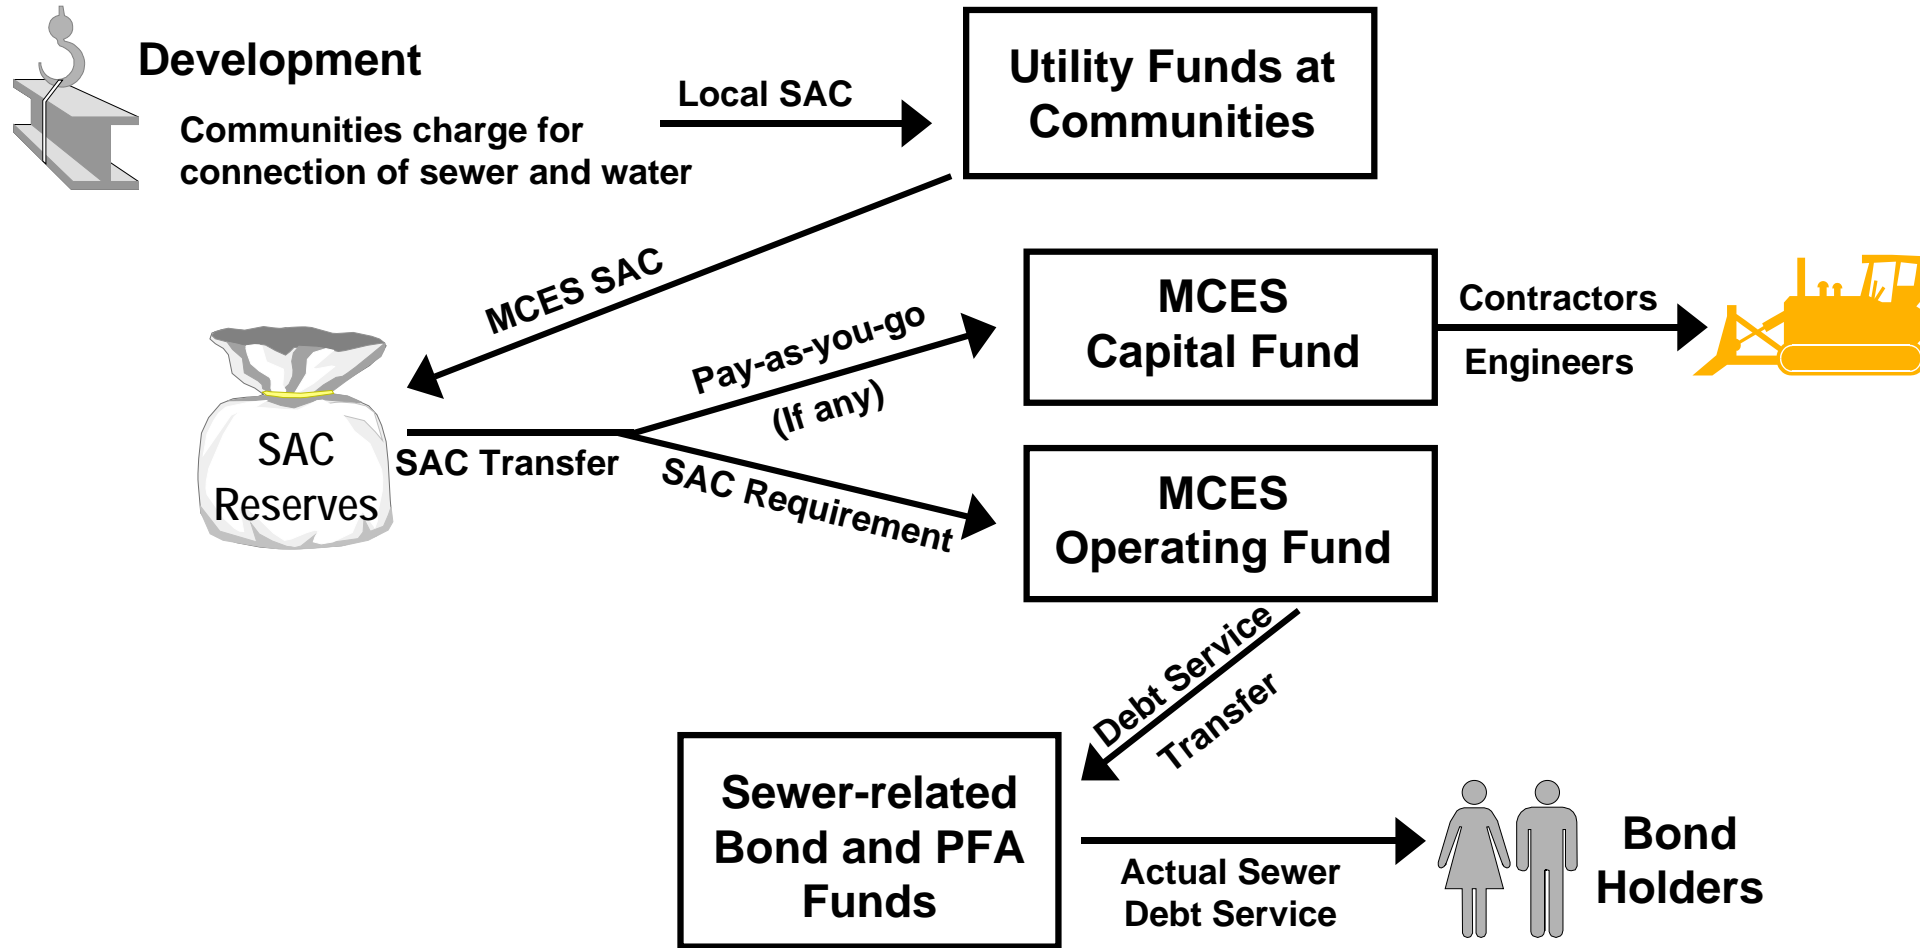 Development
Communities charge for
connection of sewer and water
Local SAC
Utility Funds at
Communities
MCES SAC
SAC
Reserves
SAC Transfer
Pay-as-you-go
(If any)
SAC Requirement
MCES
Capital Fund
Contractors
Engineers
MCES
Operating Fund
Debt Service
Transfer
Sewer-related
Bond and PFA
Funds
Actual Sewer
Debt Service
Bond
Holders